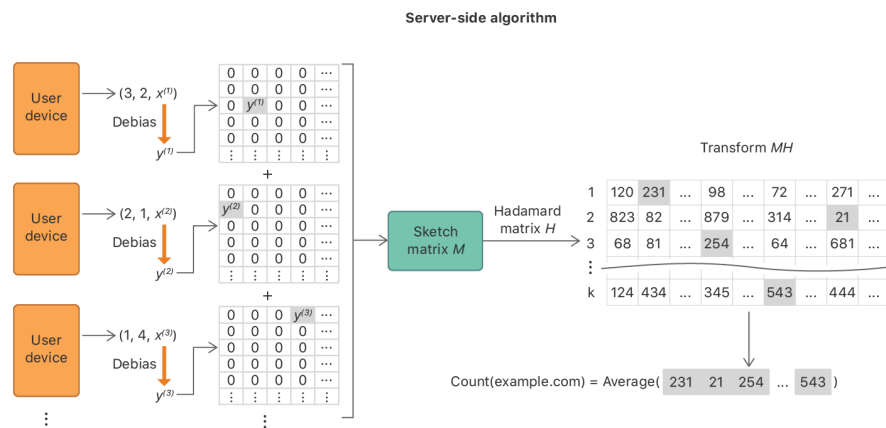 Server-side algorithm
User device
(3, 2, x⁽¹⁾)
Debias
y⁽¹⁾
0 0 0 0 ...
0 0 0 0 ...
0 y⁽¹⁾ 0 0 ...
0 0 0 0 ...
0 0 0 0 ...
⋮ ⋮ ⋮ ⋮ ⋮
+
User device
(2, 1, x⁽²⁾)
Debias
y⁽²⁾
0 0 0 0 ...
y⁽²⁾ 0 0 0 ...
0 0 0 0 ...
0 0 0 0 ...
0 0 0 0 ...
⋮ ⋮ ⋮ ⋮ ⋮
+
User device
(1, 4, x⁽³⁾)
Debias
y⁽³⁾
0 0 0 y⁽³⁾ ...
0 0 0 0 ...
0 0 0 0 ...
0 0 0 0 ...
0 0 0 0 ...
⋮ ⋮ ⋮ ⋮ ⋮
⋮
⋮
Sketch
matrix M
Hadamard
matrix H
Transform MH
1 120 231 ... 98 ... 72 ... 271 ...
2 823 82 ... 879 ... 314 ... 21 ...
3 68 81 ... 254 ... 64 ... 681 ...
⋮
k 124 434 ... 345 ... 543 ... 444 ...
Count(example.com) = Average( 231 21 254 ... 543 )